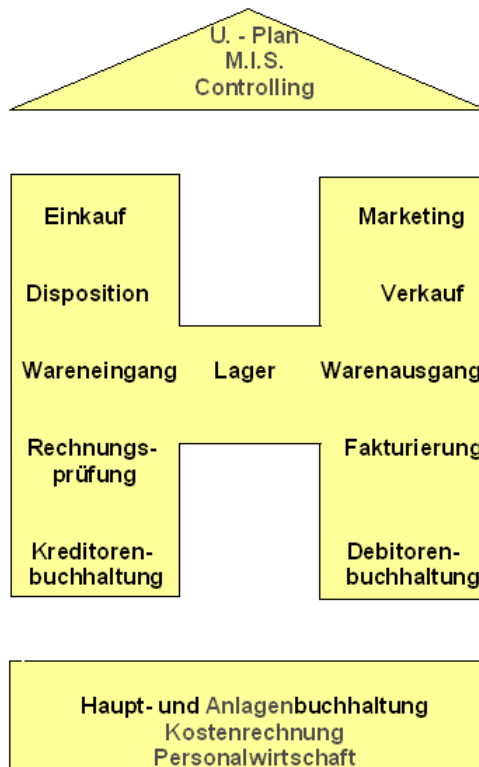 U. - Plan
M.I.S.
Controlling
Einkauf
Disposition
Wareneingang
Rechnungs-
prüfung
Kreditoren-
buchhaltung
Lager
Marketing
Verkauf
Warenausgang
Fakturierung
Debitoren-
buchhaltung
Haupt- und Anlagenbuchhaltung
Kostenrechnung
Personalwirtschaft